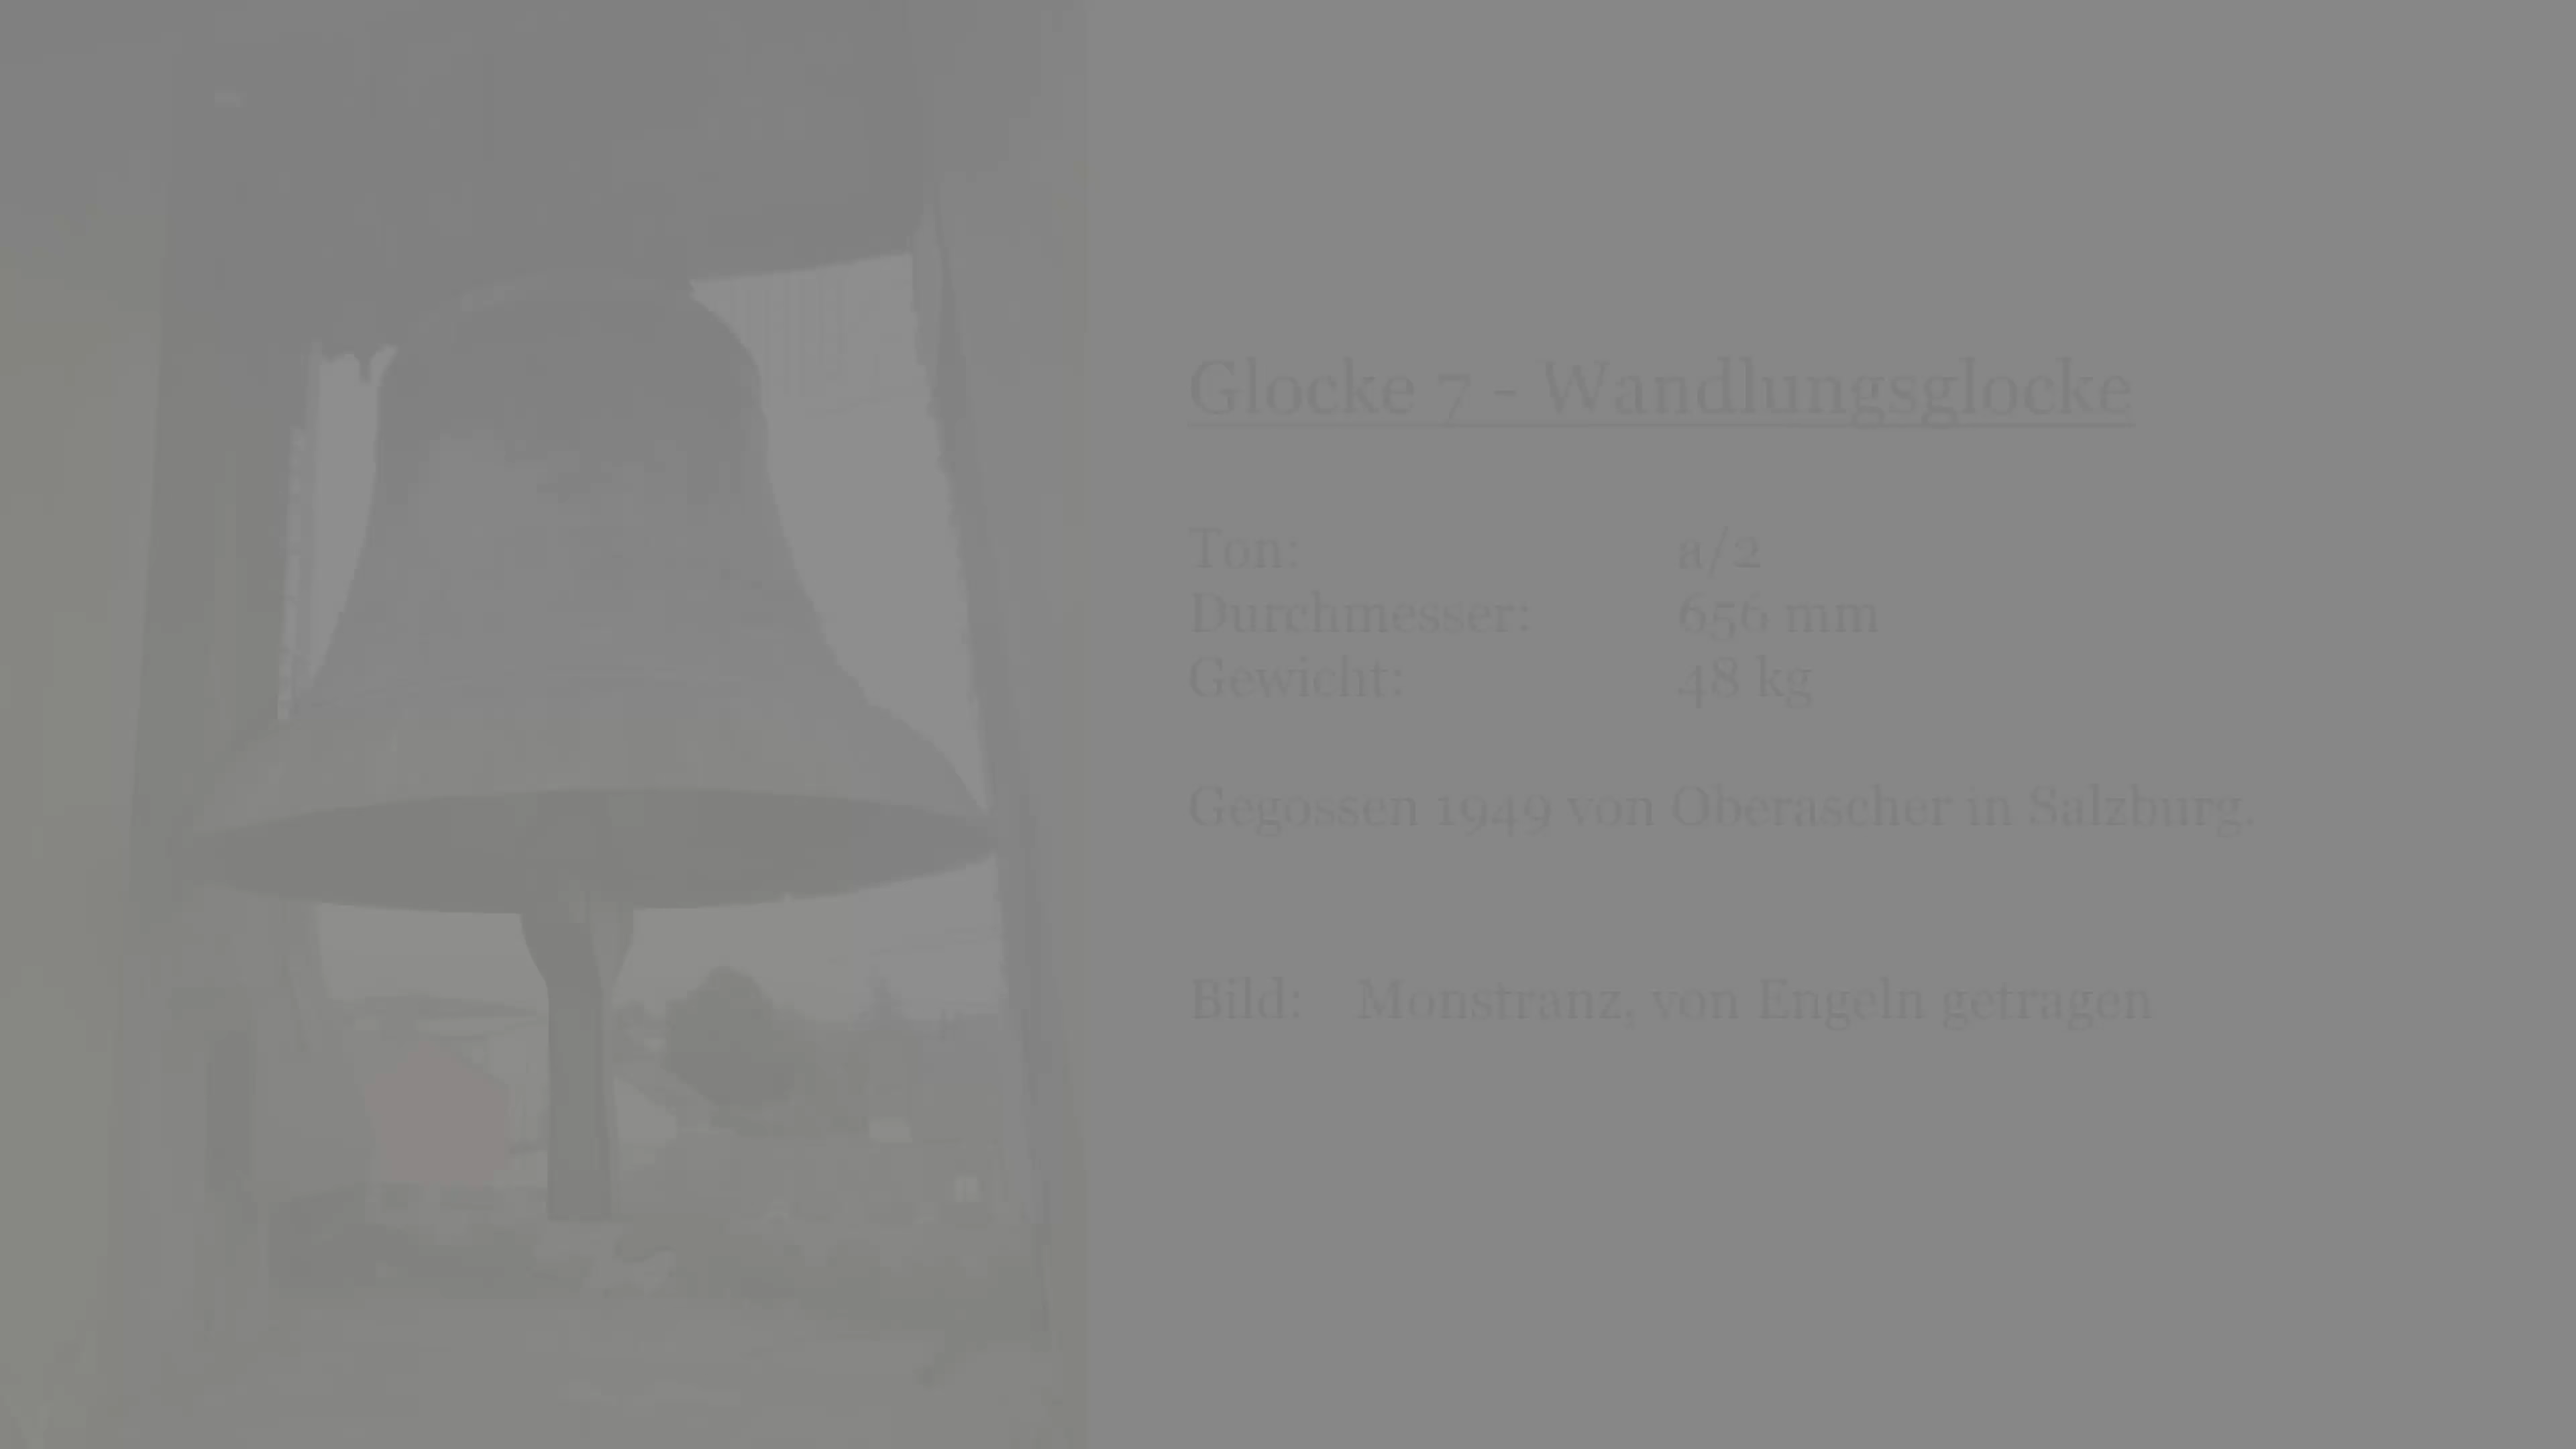 Glocke 7 - Wandlungsglocke
Ton: a/2
Durchmesser: 656 mm
Gewicht: 48 kg
Gegossen 1949 von Oberascher in Salzburg.
Bild: Monstranz, von Engeln getragen